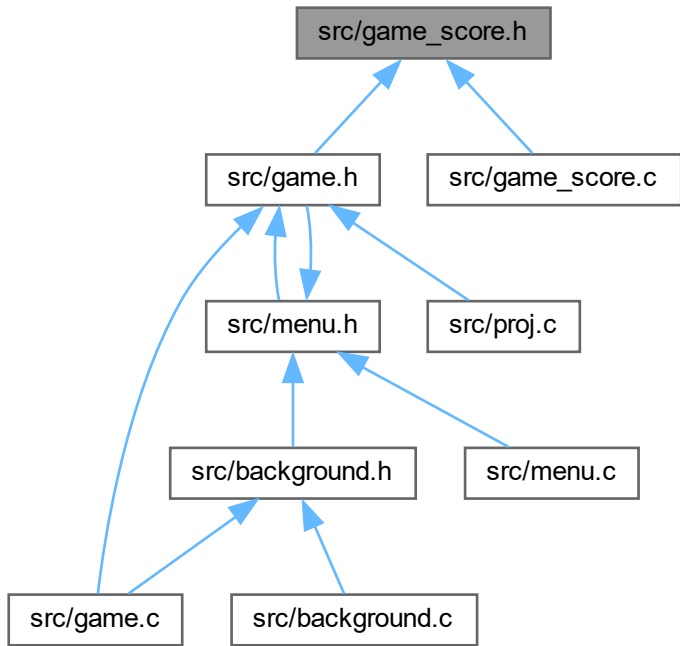 src/game_score.h
src/game.h
src/game_score.c
src/menu.h
src/proj.c
src/background.h
src/menu.c
src/game.c
src/background.c